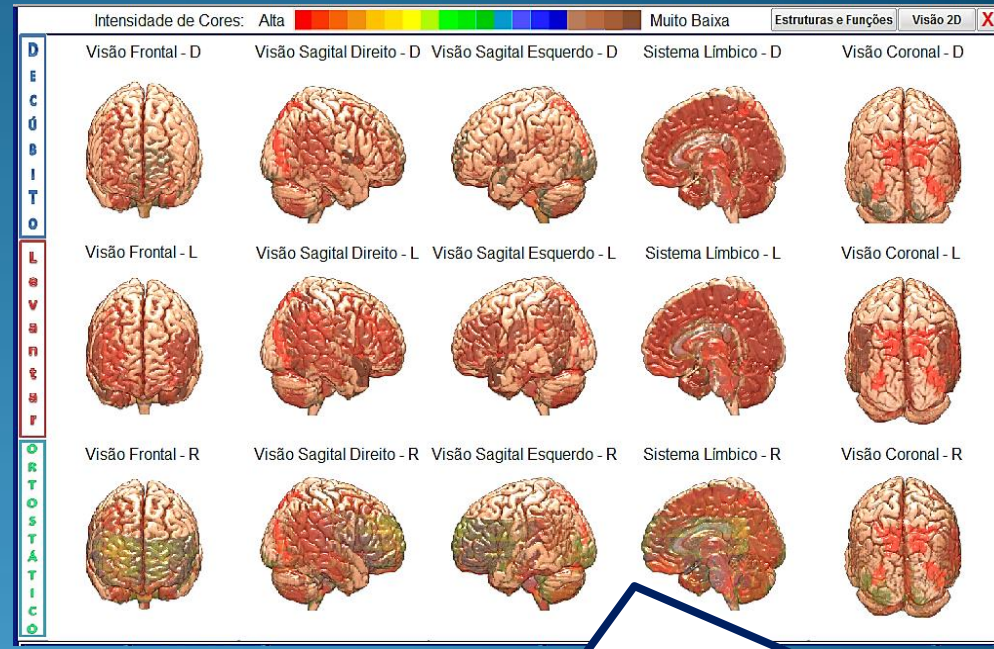 Intensidade de Cores: Alta Muito Baixa Estruturas e Funções Visão 2D X
DECÚBITO
Visão Frontal - D Visão Sagital Direito - D Visão Sagital Esquerdo - D Sistema Límbico - D Visão Coronal - D
Levantar
Visão Frontal - L Visão Sagital Direito - L Visão Sagital Esquerdo - L Sistema Límbico - L Visão Coronal - L
ORTOSTÁTICO
Visão Frontal - R Visão Sagital Direito - R Visão Sagital Esquerdo - R Sistema Límbico - R Visão Coronal - R